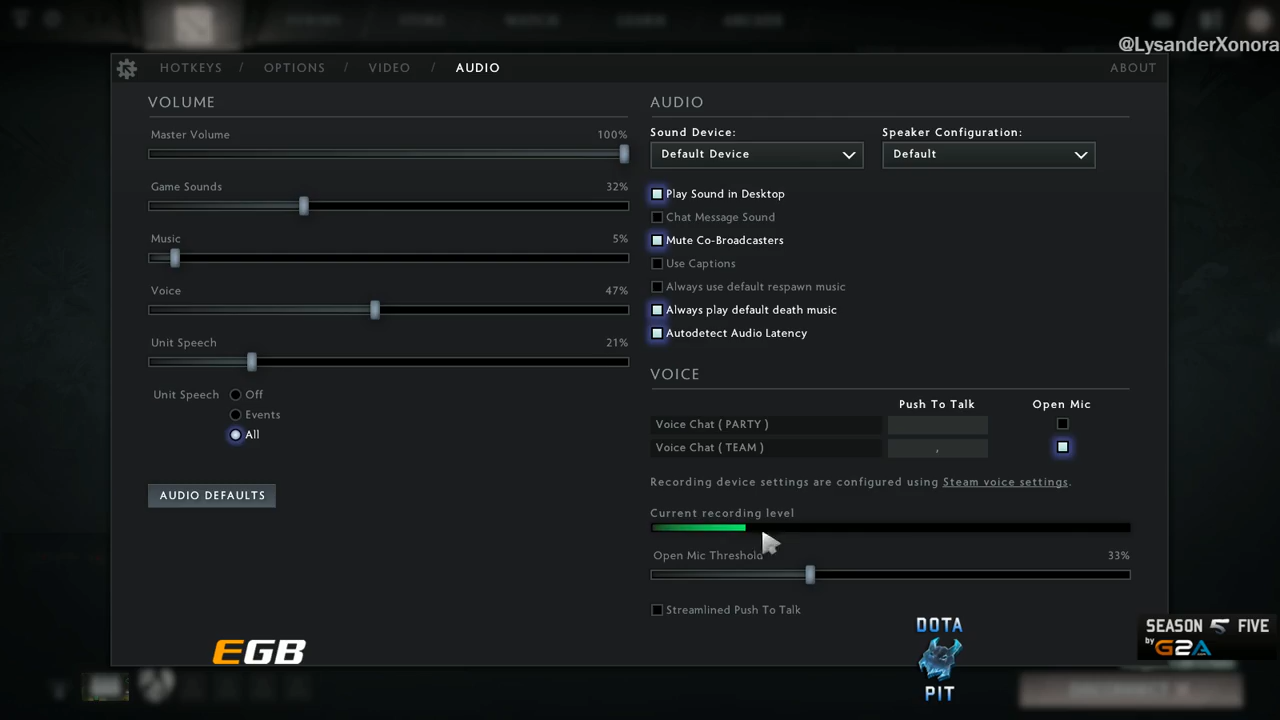 @LysanderXonora
HOTKEYS / OPTIONS / VIDEO / AUDIO
ABOUT
VOLUME
Master Volume 100%
Game Sounds 32%
Music 5%
Voice 47%
Unit Speech 21%
Unit Speech
Off
Events
All
AUDIO DEFAULTS
AUDIO
Sound Device: Speaker Configuration:
Default Device Default
Play Sound in Desktop
Chat Message Sound
Mute Co-Broadcasters
Use Captions
Always use default respawn music
Always play default death music
Autodetect Audio Latency
VOICE
Push To Talk Open Mic
Voice Chat ( PARTY )
Voice Chat ( TEAM ) ,
Recording device settings are configured using Steam voice settings.
Current recording level
Open Mic Threshold 33%
Streamlined Push To Talk
EGB
DOTA
PIT
SEASON 5 FIVE
by G2A.com